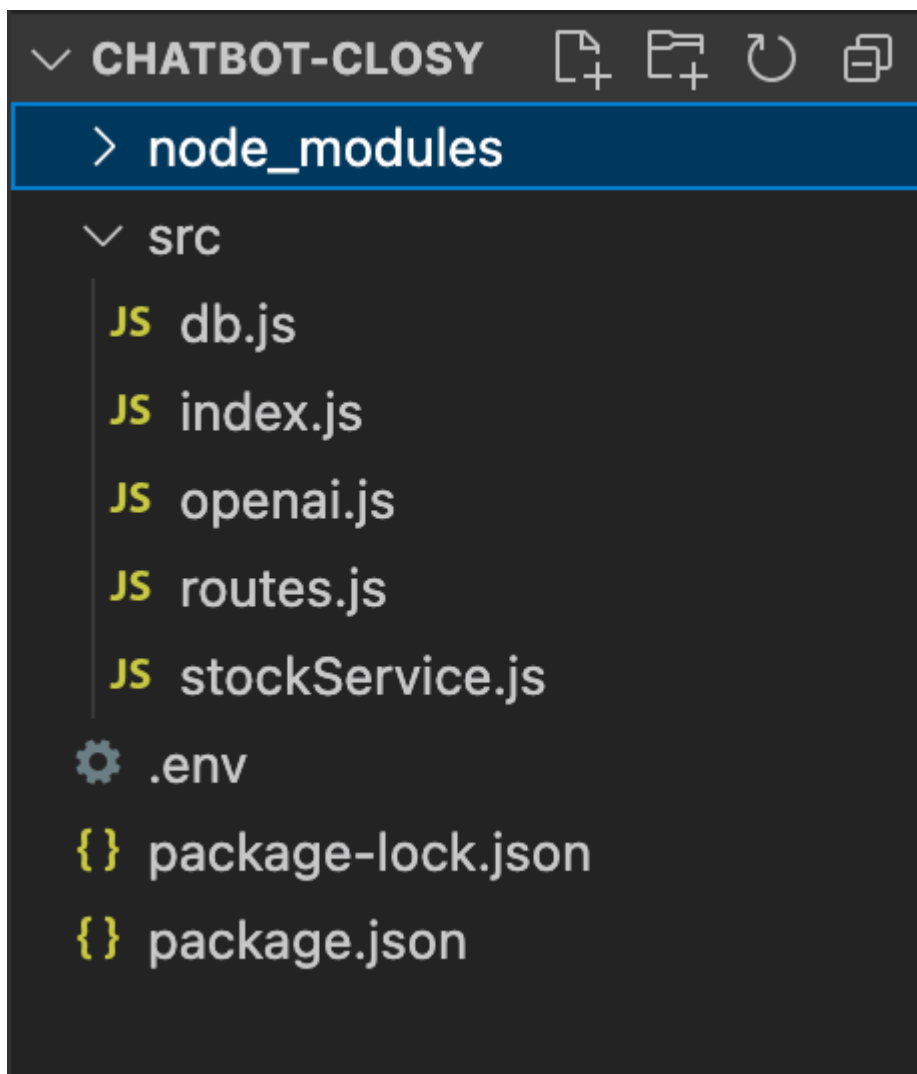 CHATBOT-CLOSY
node_modules
src
JS db.js
JS index.js
JS openai.js
JS routes.js
JS stockService.js
.env
{} package-lock.json
{} package.json